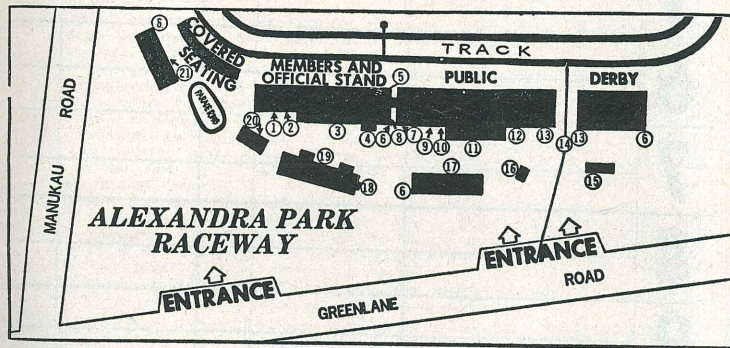 ⑥
COVERED
SEATING
㉑
TRACK
MEMBERS AND
OFFICIAL STAND
⑤
PUBLIC
DERBY
ROAD
MANUKAU
⑳
①
②
③
④
⑥
⑧
⑦
⑨
⑩
⑪
⑫
⑬
⑭
⑬
⑥
⑲
⑱
⑥
⑰
⑯
⑮
ALEXANDRA PARK
RACEWAY
ENTRANCE
ENTRANCE
GREENLANE
ROAD